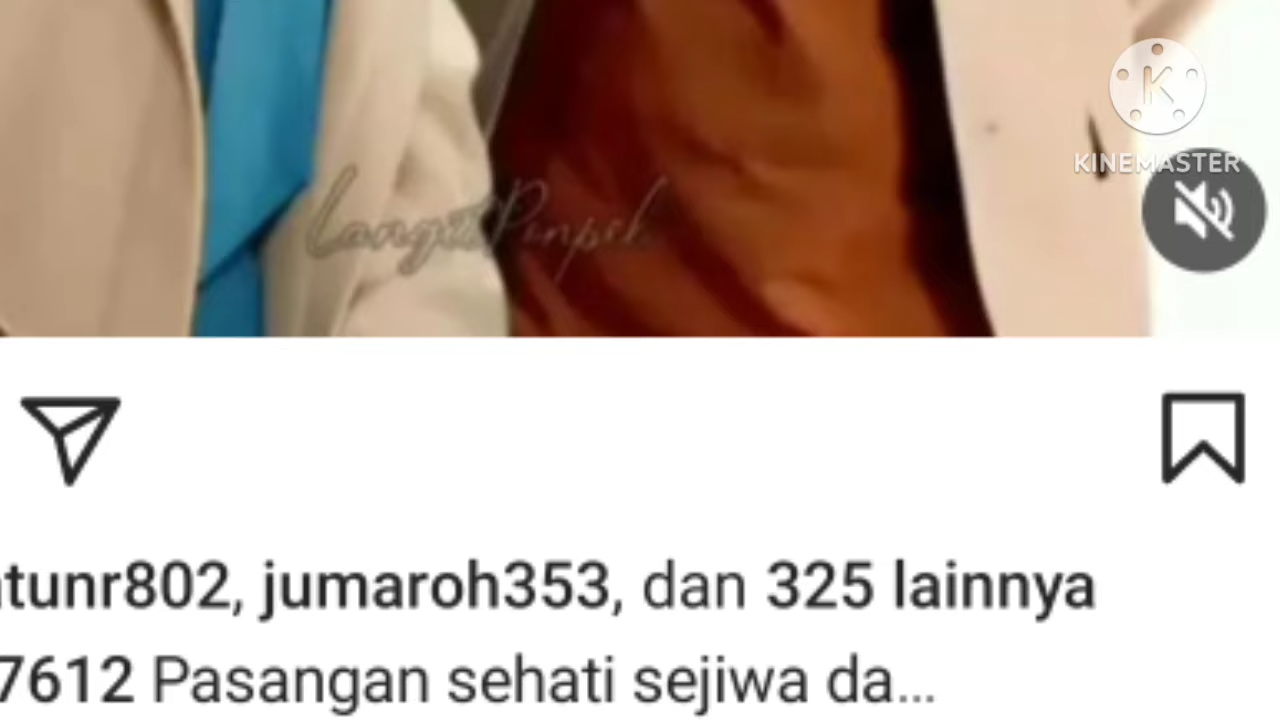 KINEMASTER
tunr802, jumaroh353, dan 325 lainnya
7612 Pasangan sehati sejiwa da...